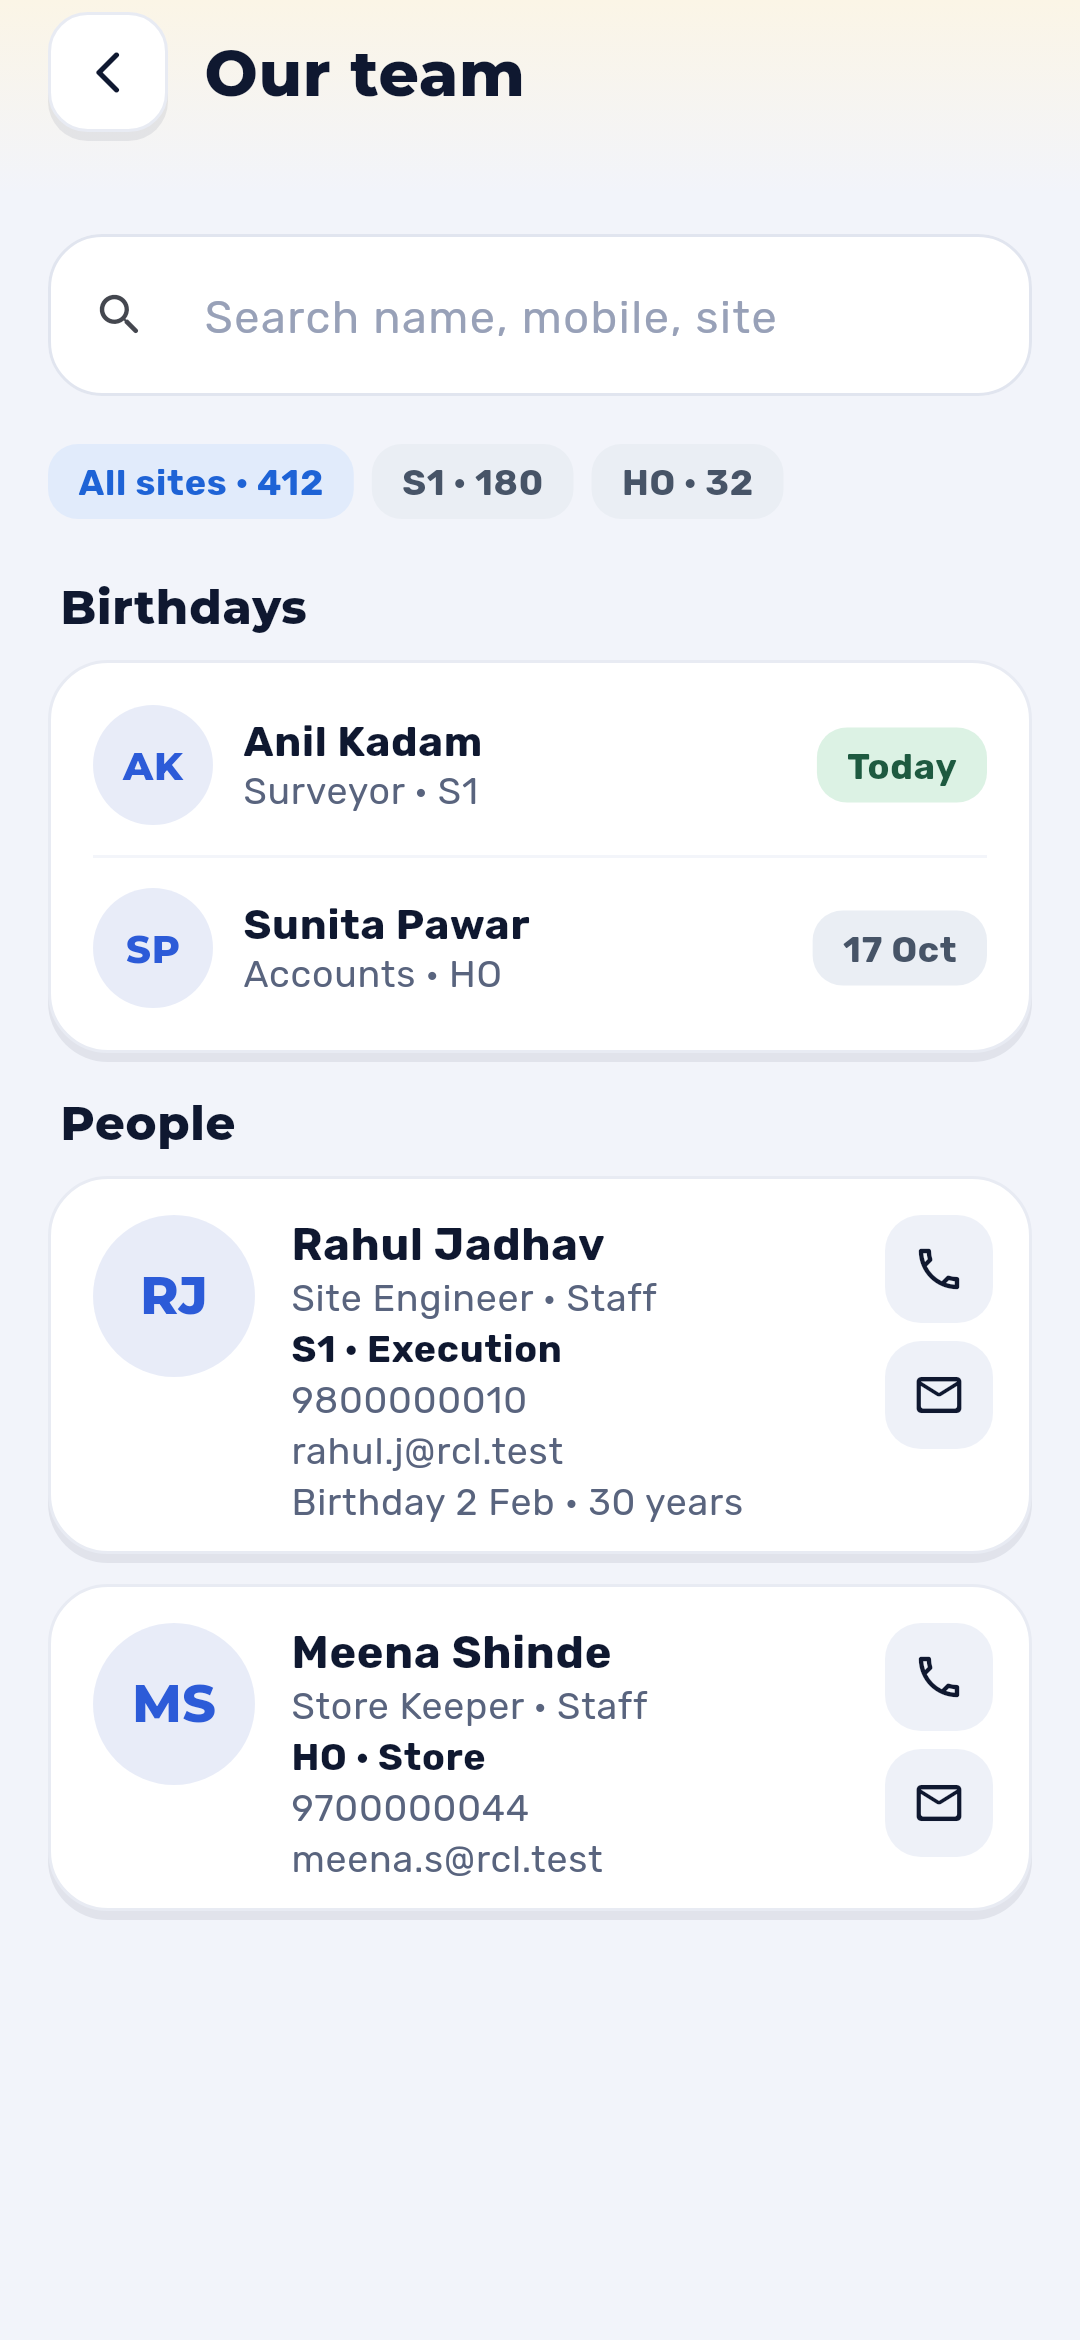 Our team
Search name, mobile, site
All sites • 412 S1 • 180 HO • 32
Birthdays
AK Anil Kadam Today
Surveyor • S1
SP Sunita Pawar 17 Oct
Accounts • HO
People
RJ Rahul Jadhav
Site Engineer • Staff
S1 • Execution
9800000010
rahul.j@rcl.test
Birthday 2 Feb • 30 years
MS Meena Shinde
Store Keeper • Staff
HO • Store
9700000044
meena.s@rcl.test